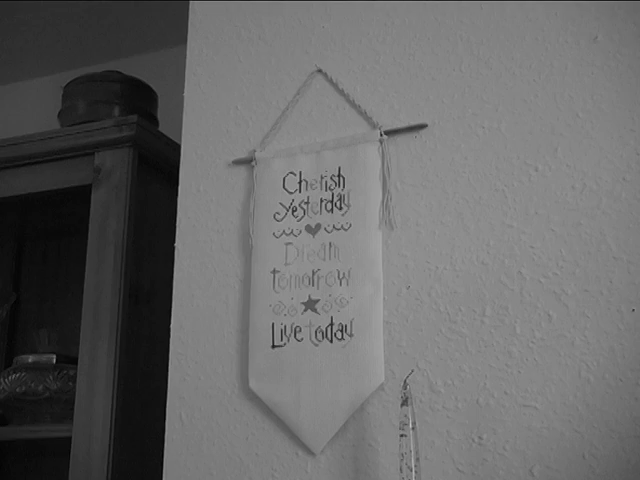 Cherish
yesterday
Dream
tomorrow
Live today